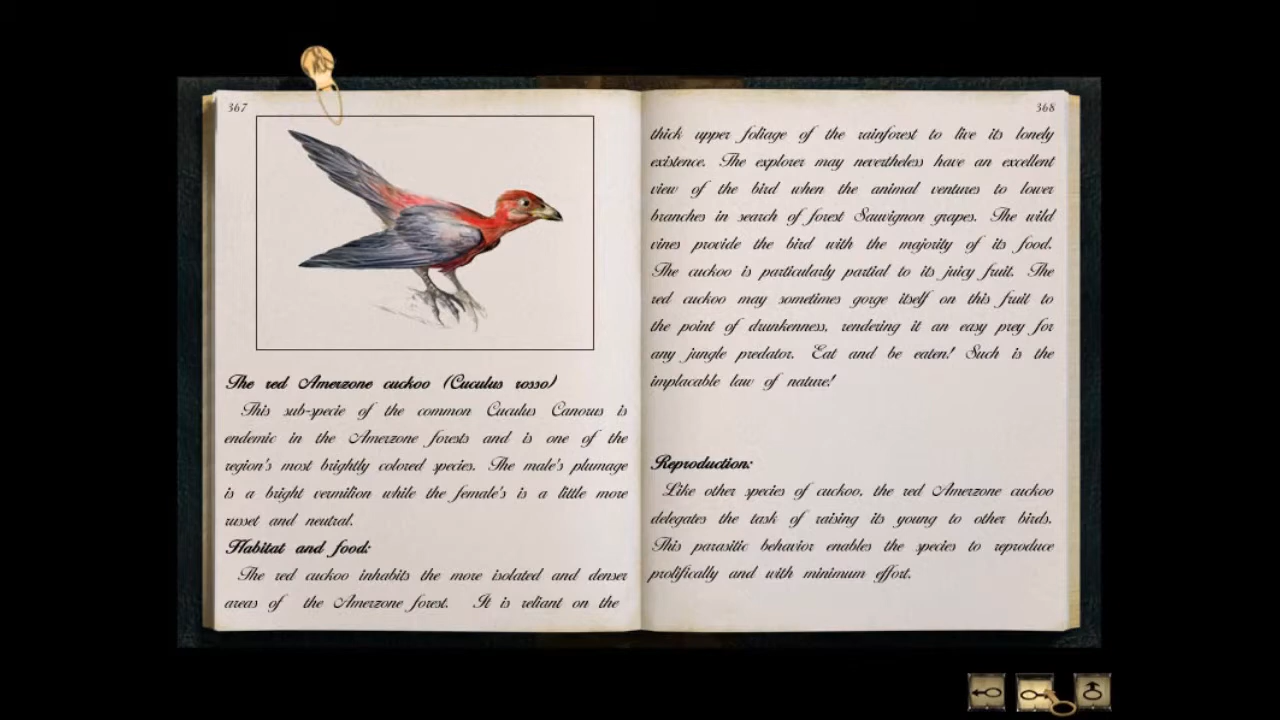 367
The red Amerzone cuckoo (Cuculus rosso)
This sub-specie of the common Cuculus Canorus is
endemic in the Amerzone forests and is one of the
region's most brightly colored species. The male's plumage
is a bright vermilion while the female's is a little more
russet and neutral.
Habitat and food:
The red cuckoo inhabits the more isolated and denser
areas of the Amerzone forest. It is reliant on the
368
thick upper foliage of the rainforest to live its lonely
existence. The explorer may nevertheless have an excellent
view of the bird when the animal ventures to lower
branches in search of forest Sauvignon grapes. The wild
vines provide the bird with the majority of its food.
The cuckoo is particularly partial to its juicy fruit. The
red cuckoo may sometimes gorge itself on this fruit to
the point of drunkenness, rendering it an easy prey for
any jungle predator. Eat and be eaten! Such is the
implacable law of nature!
Reproduction:
Like other species of cuckoo, the red Amerzone cuckoo
delegates the task of raising its young to other birds.
This parasitic behavior enables the species to reproduce
prolifically and with minimum effort.